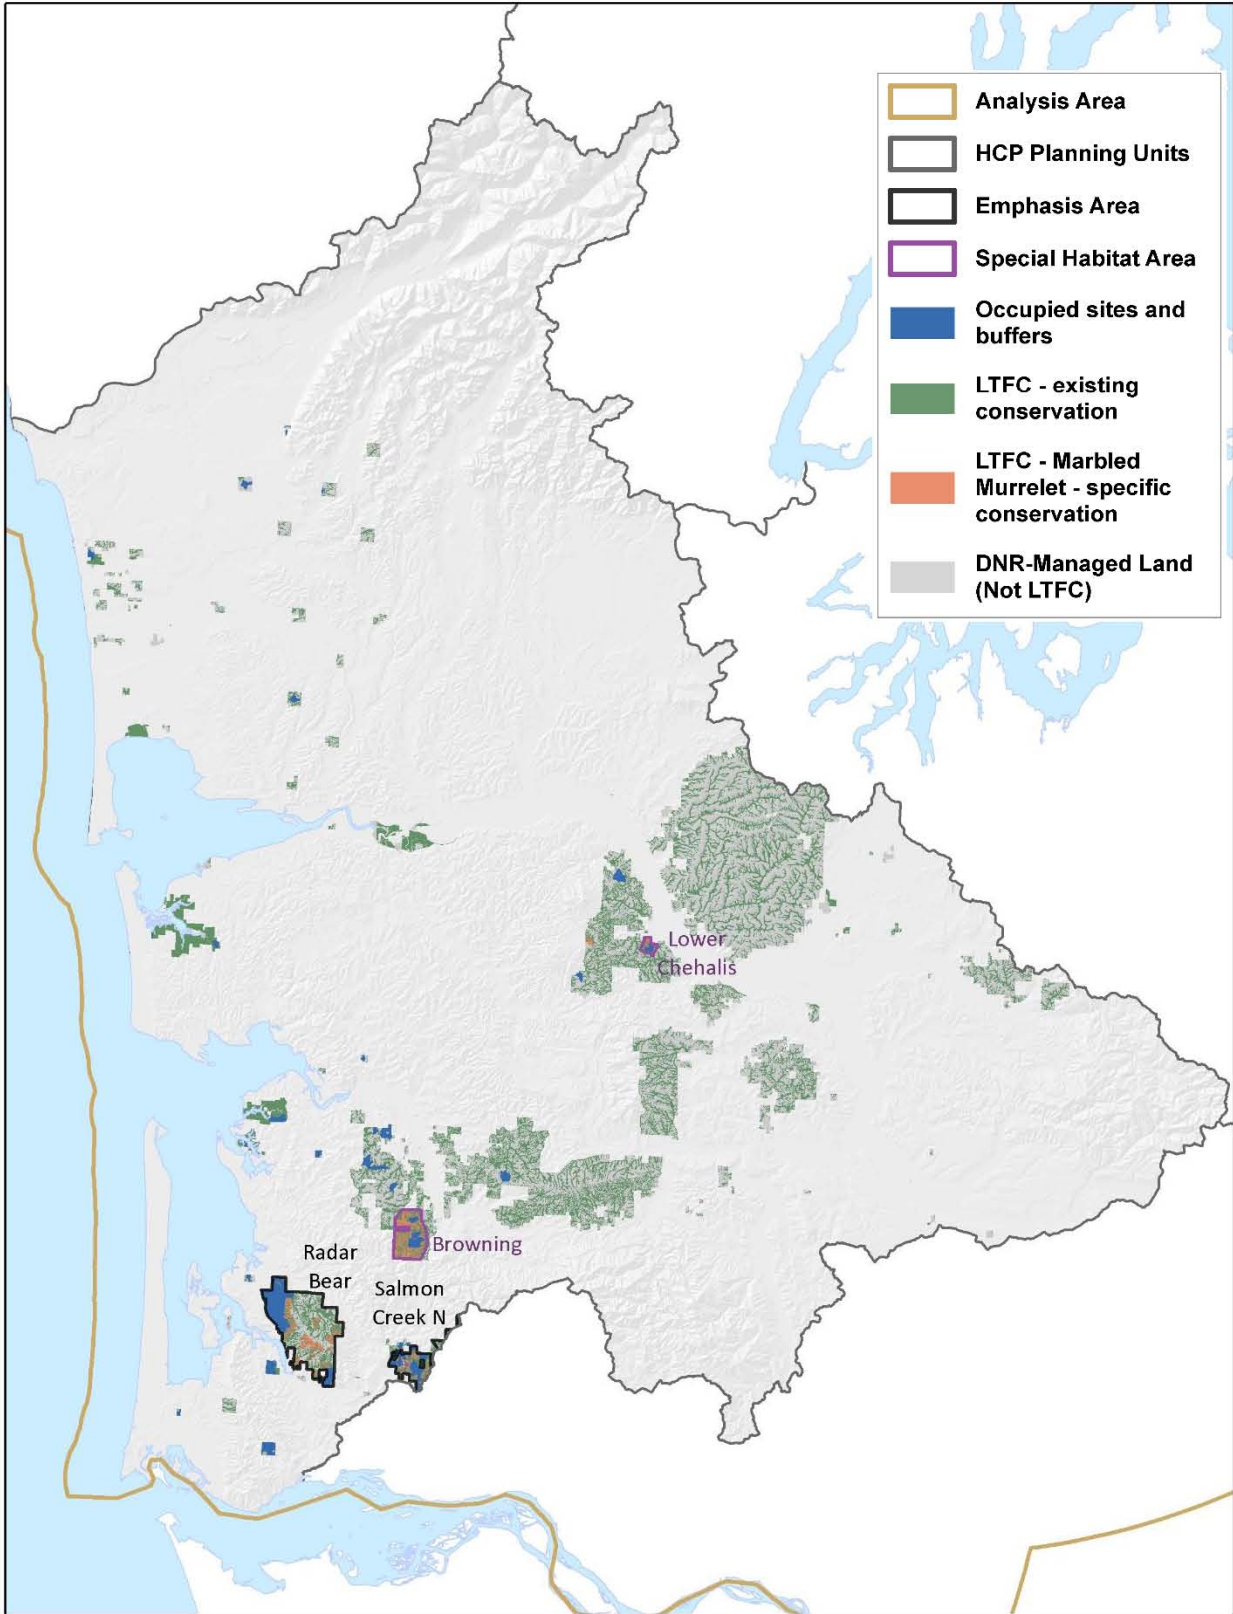 Analysis Area
HCP Planning Units
Emphasis Area
Special Habitat Area
Occupied sites and
buffers
LTFC - existing
conservation
LTFC - Marbled
Murrelet - specific
conservation
DNR-Managed Land
(Not LTFC)
Lower
Chehalis
Browning
Radar
Bear
Salmon
Creek N